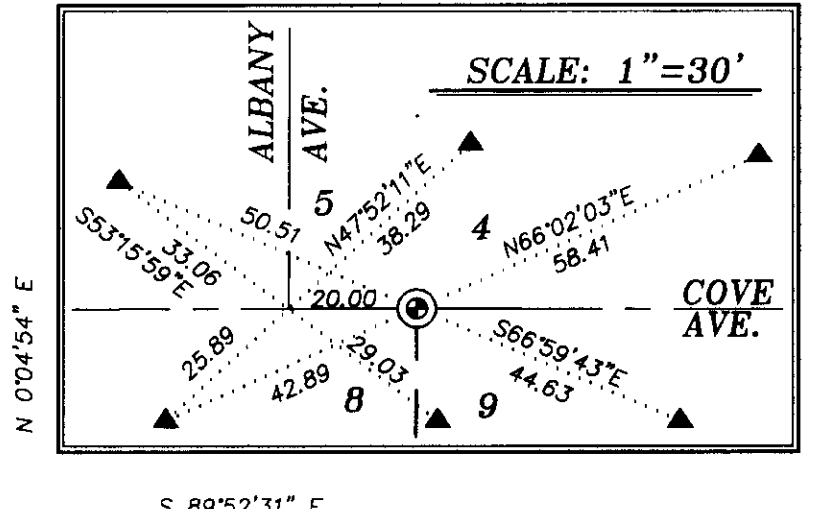 ALBANY
AVE.
SCALE: 1"=30'
5
4
50.51
N47°52'11"E
38.29
N66°02'03"E
58.41
S53°15'59"E
33.06
20.00
COVE
AVE.
N 0°04'54" E
25.89
42.89
29.03
S66°59'43"E
44.63
8
9
S 89°52'31" E